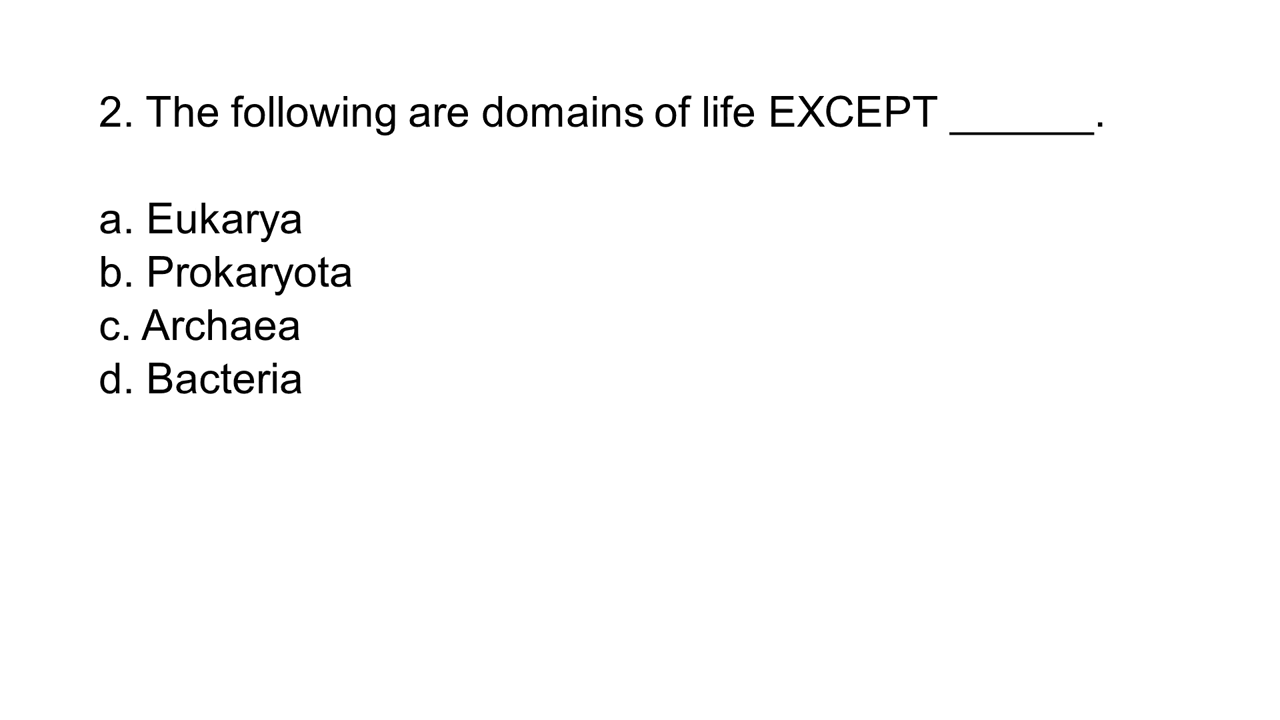 2. The following are domains of life EXCEPT ______.
a. Eukarya
b. Prokaryota
c. Archaea
d. Bacteria